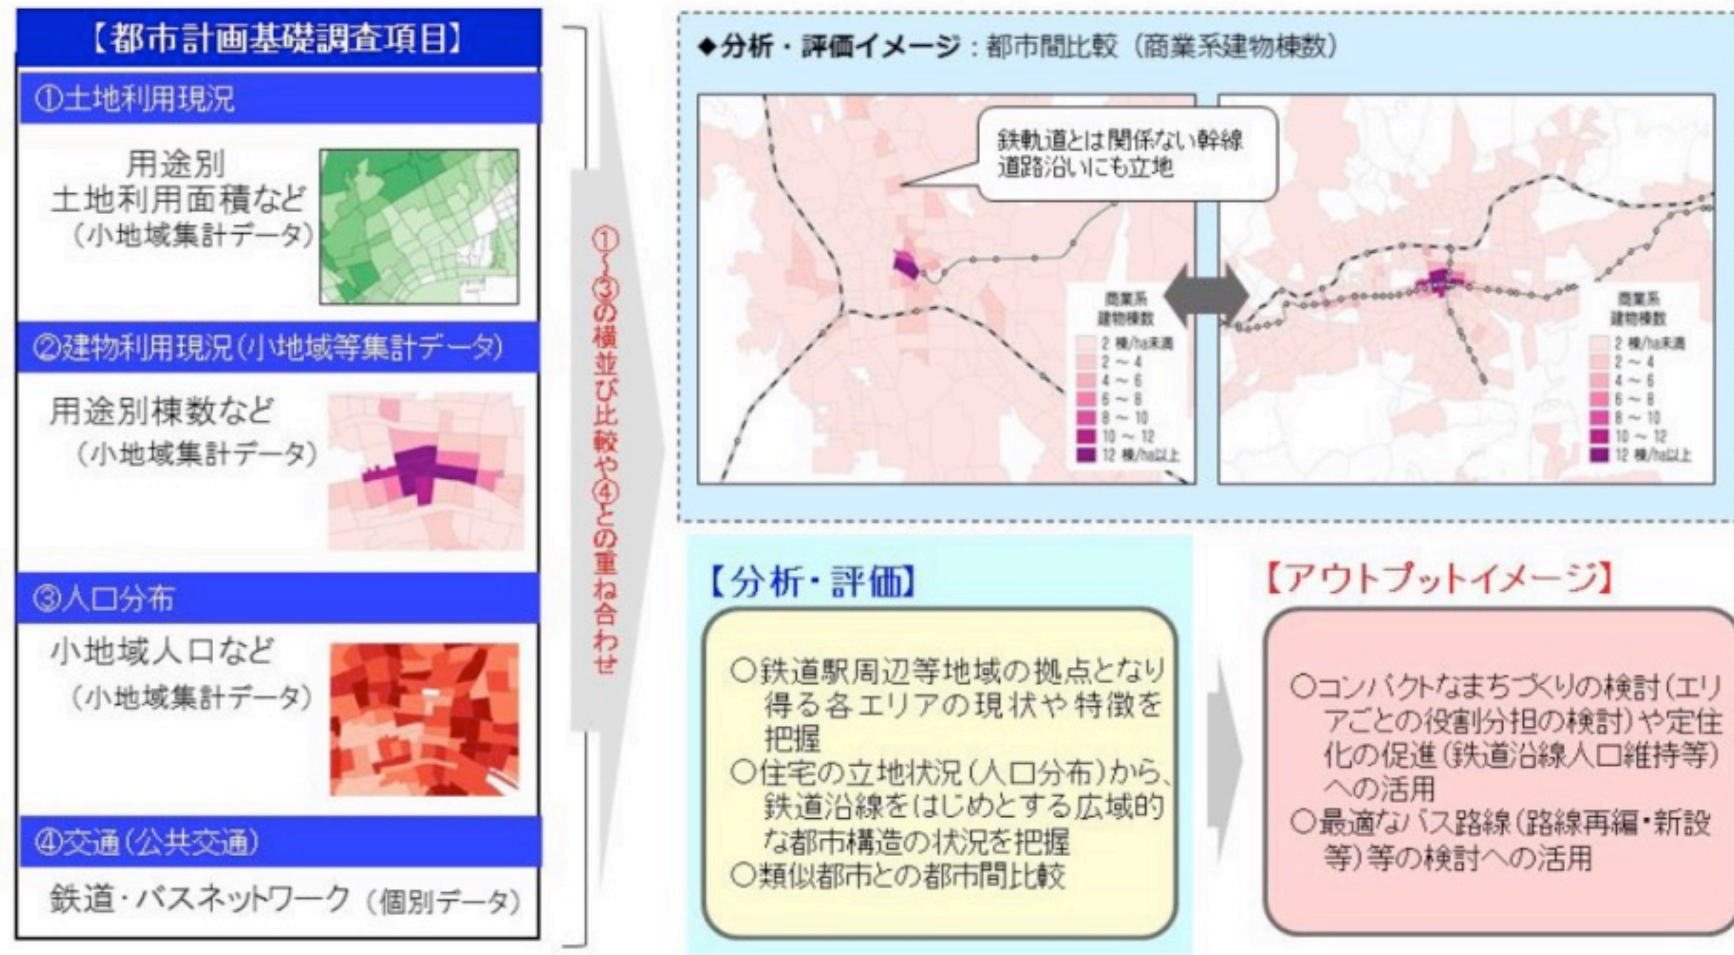 【都市計画基礎調査項目】
①土地利用現況
用途別
土地利用面積など
（小地域集計データ）
②建物利用現況（小地域等集計データ）
用途別棟数など
（小地域集計データ）
③人口分布
小地域人口など
（小地域集計データ）
④交通（公共交通）
鉄道・バスネットワーク（個別データ）
①～③の横並び比較や④との重ね合わせ
◆分析・評価イメージ：都市間比較（商業系建物棟数）
鉄軌道とは関係ない幹線
道路沿いにも立地
商業系
建物棟数
2 棟/ha未満
2 ～ 4
4 ～ 6
6 ～ 8
8 ～ 10
10 ～ 12
12 棟/ha以上
商業系
建物棟数
2 棟/ha未満
2 ～ 4
4 ～ 6
6 ～ 8
8 ～ 10
10 ～ 12
12 棟/ha以上
【分析・評価】
○鉄道駅周辺等地域の拠点となり
得る各エリアの現状や特徴を
把握
○住宅の立地状況（人口分布）から、
鉄道沿線をはじめとする広域的
な都市構造の状況を把握
○類似都市との都市間比較
【アウトプットイメージ】
○コンパクトなまちづくりの検討（エリ
アごとの役割分担の検討）や定住
化の促進（鉄道沿線人口維持等）
への活用
○最適なバス路線（路線再編・新設
等）等の検討への活用